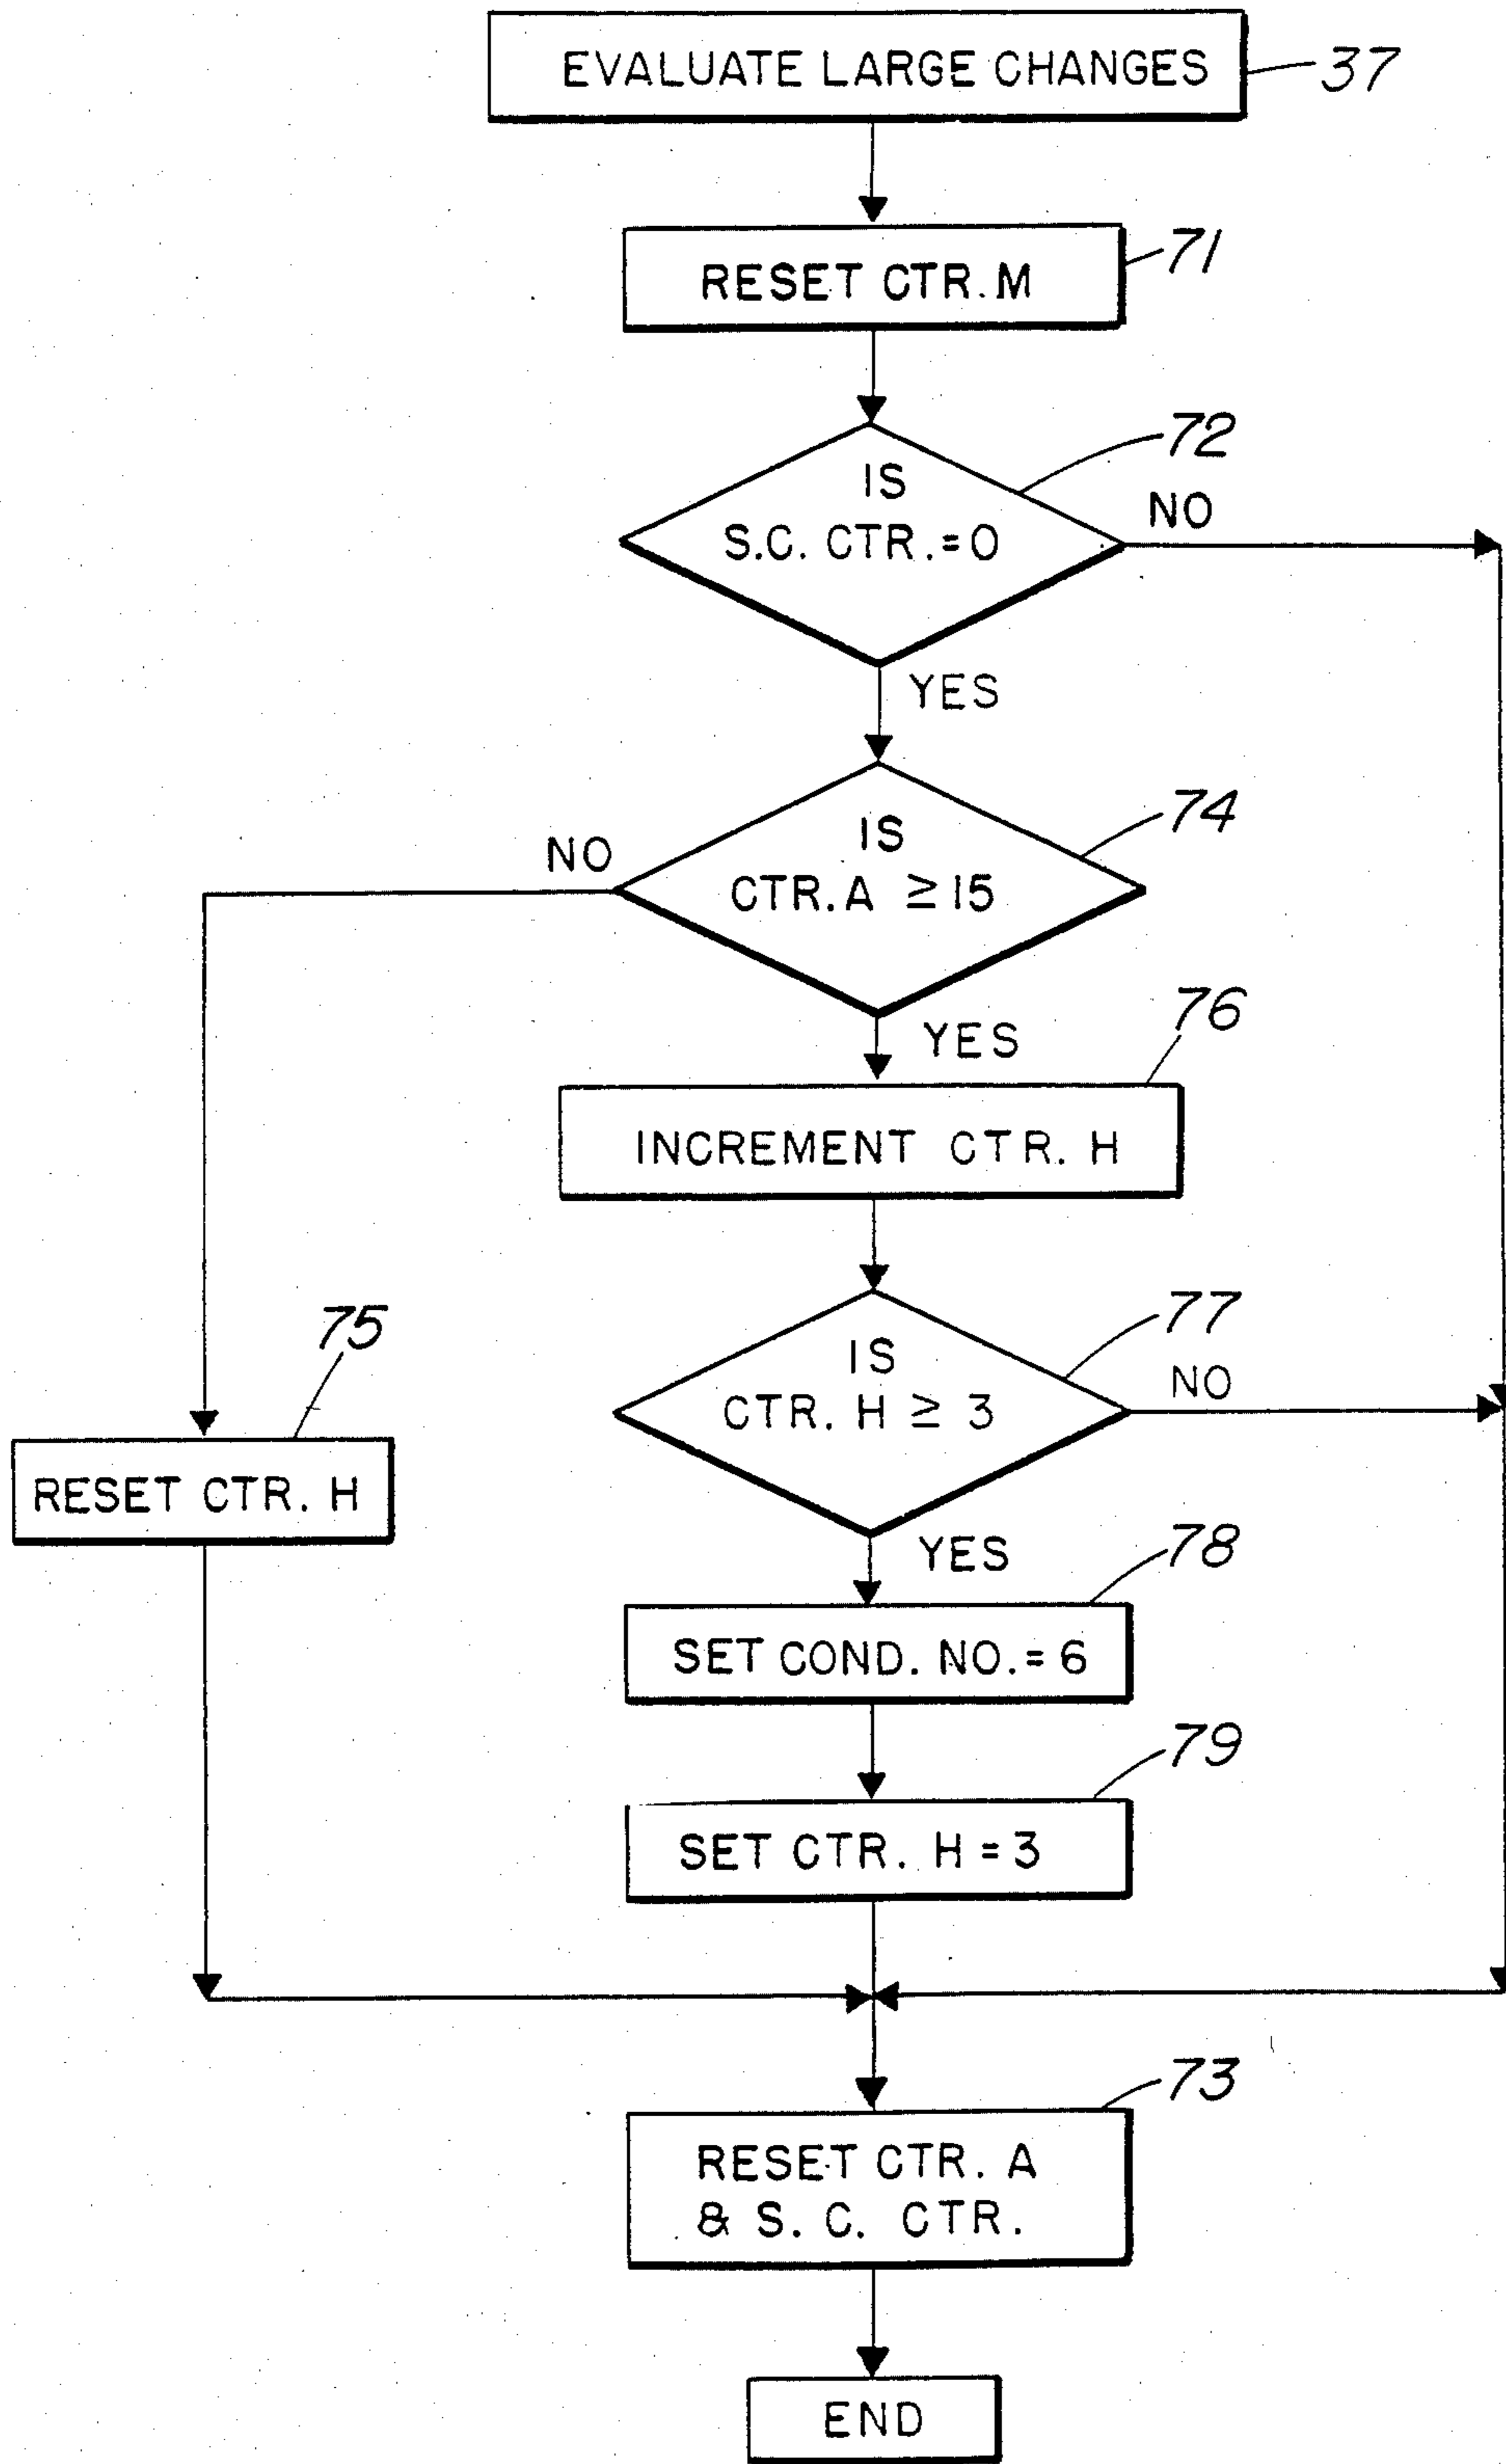 EVALUATE LARGE CHANGES
37
RESET CTR. M
71
IS
S.C. CTR. = 0
72
NO
YES
IS
CTR. A ≥ 15
74
NO
YES
76
INCREMENT CTR. H
IS
CTR. H ≥ 3
77
NO
75
RESET CTR. H
YES
78
SET COND. NO. = 6
79
SET CTR. H = 3
73
RESET CTR. A
& S. C. CTR.
END